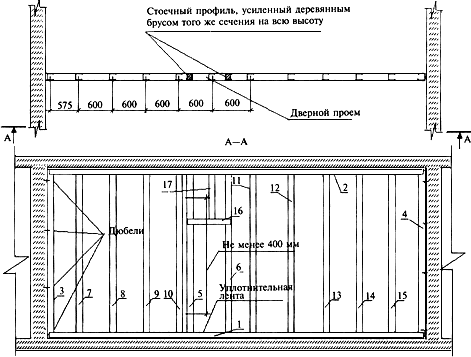 Стоечный профиль, усиленный деревянным
брусом того же сечения на всю высоту
575 600 600 600 600 600
Дверной проем
А А
А—А
17 11 12 2
16
4
Дюбели
Не менее 400 мм
6
Уплотнительная
лента
3 7 8 9 10 5 13 14 15
1